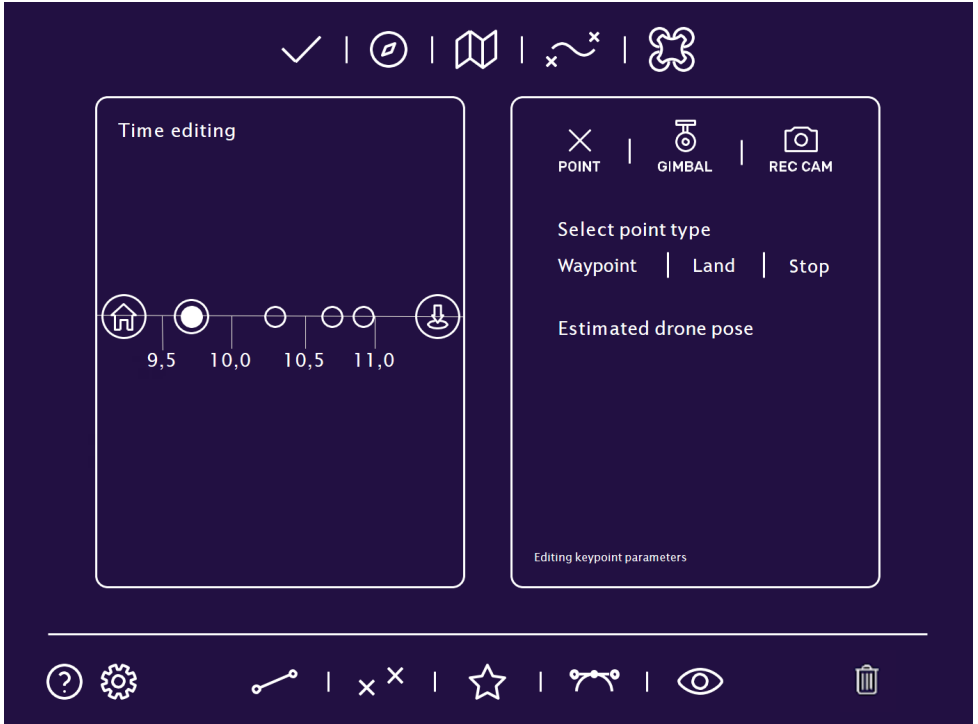 Time editing
9,5 10,0 10,5 11,0
POINT GIMBAL REC CAM
Select point type
Waypoint Land Stop
Estimated drone pose
Editing keypoint parameters
?